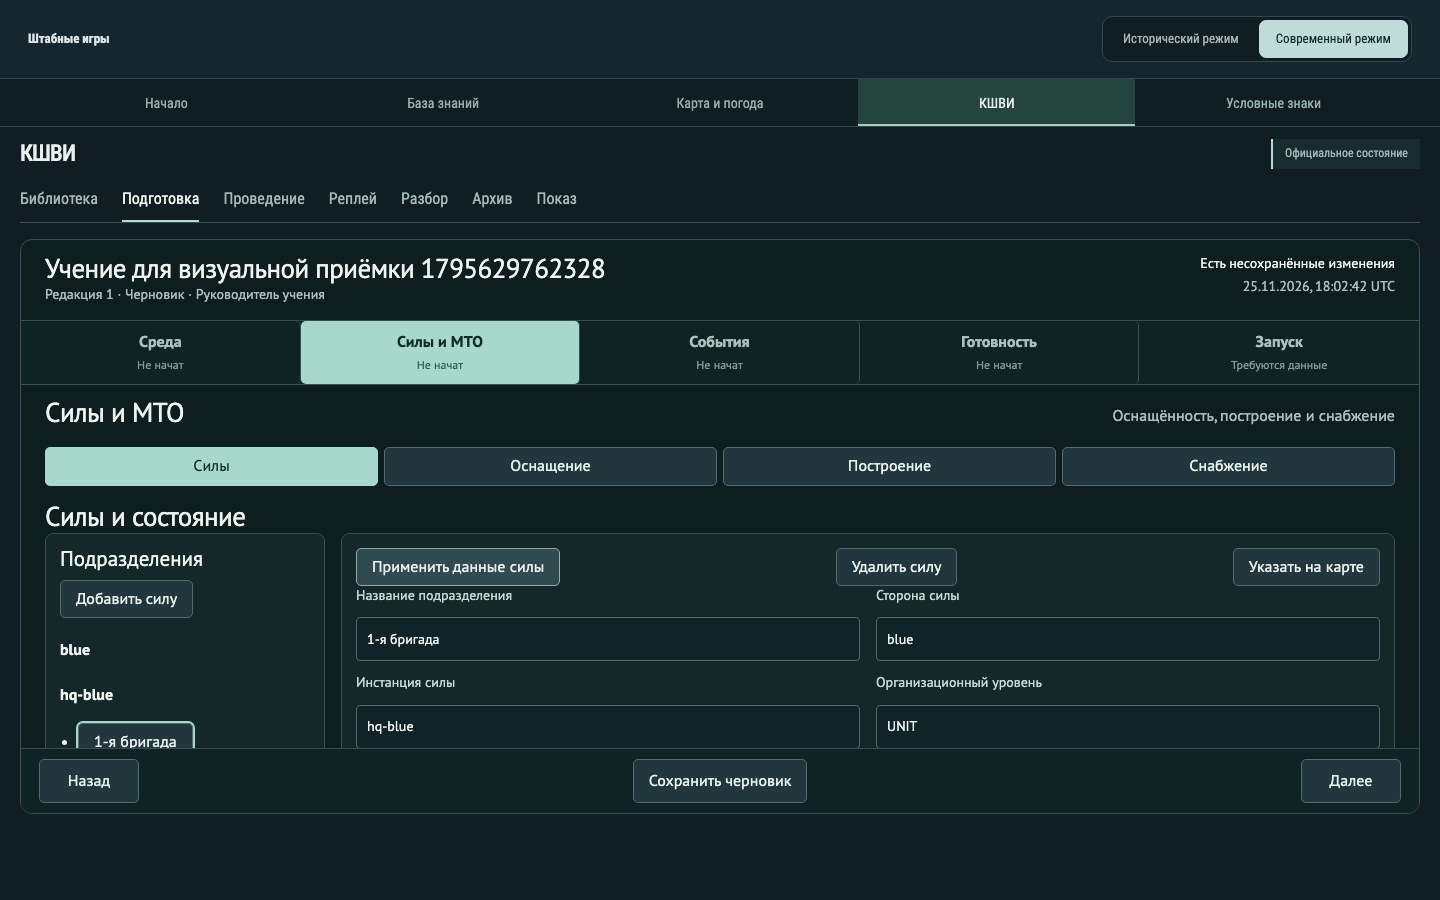 Штабные игры
Исторический режим
Современный режим
Начало
База знаний
Карта и погода
КШВИ
Условные знаки
КШВИ
Официальное состояние
Библиотека
Подготовка
Проведение
Реплей
Разбор
Архив
Показ
Учение для визуальной приёмки 1795629762328
Есть несохранённые изменения
Редакция 1 · Черновик · Руководитель учения
25.11.2026, 18:02:42 UTC
Среда
Не начат
Силы и МТО
Не начат
События
Не начат
Готовность
Не начат
Запуск
Требуются данные
Силы и МТО
Оснащённость, построение и снабжение
Силы
Оснащение
Построение
Снабжение
Силы и состояние
Подразделения
Добавить силу
blue
hq-blue
• 1-я бригада
Применить данные силы
Удалить силу
Указать на карте
Название подразделения
Сторона силы
1-я бригада
blue
Инстанция силы
Организационный уровень
hq-blue
UNIT
Назад
Сохранить черновик
Далее